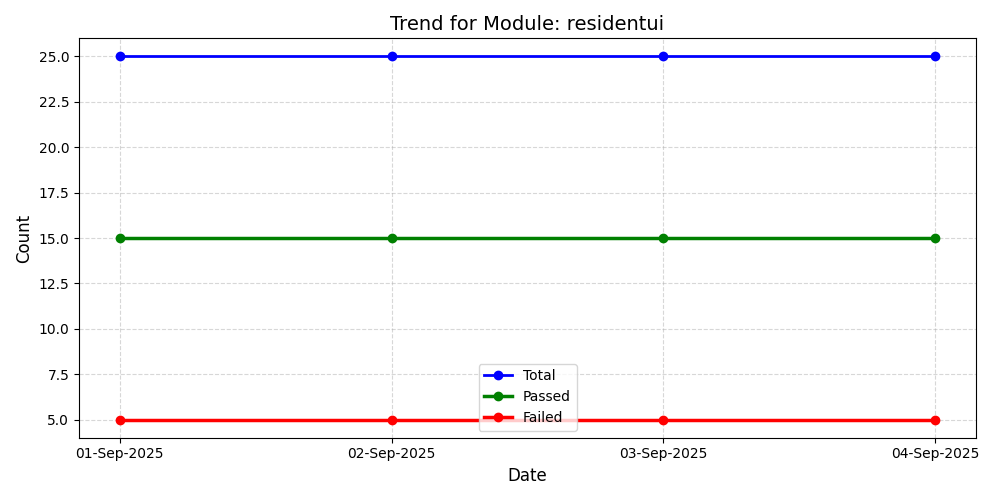 Trend for Module: residentui
Count
25.0
22.5
20.0
17.5
15.0
12.5
10.0
7.5
5.0
Total
Passed
Failed
01-Sep-2025 02-Sep-2025 03-Sep-2025 04-Sep-2025
Date